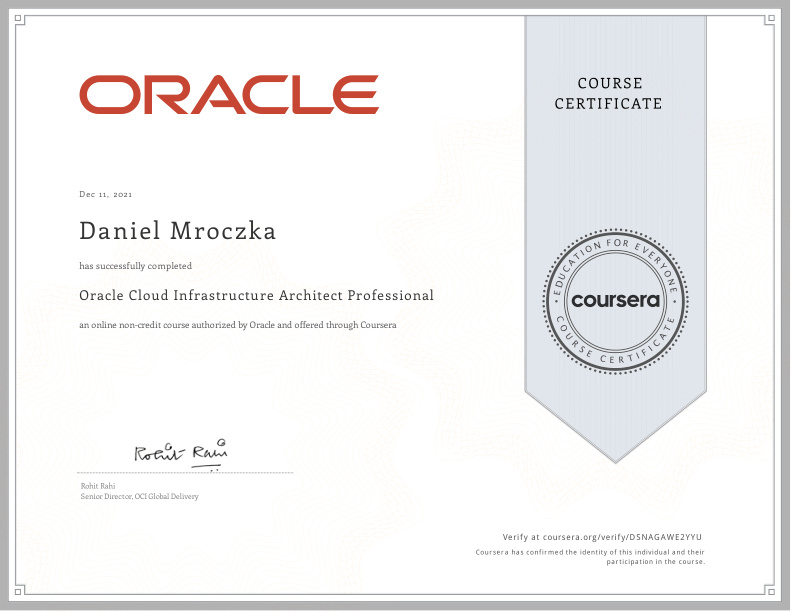 ORACLE
COURSE
CERTIFICATE
Dec 11, 2021
Daniel Mroczka
has successfully completed
Oracle Cloud Infrastructure Architect Professional
an online non-credit course authorized by Oracle and offered through Coursera
EDUCATION FOR EVERYONE
coursera
COURSE CERTIFICATE
Rohit Rahi
Rohit Rahi
Senior Director, OCI Global Delivery
Verify at coursera.org/verify/DSNAGAWE2YYU
Coursera has confirmed the identity of this individual and their
participation in the course.